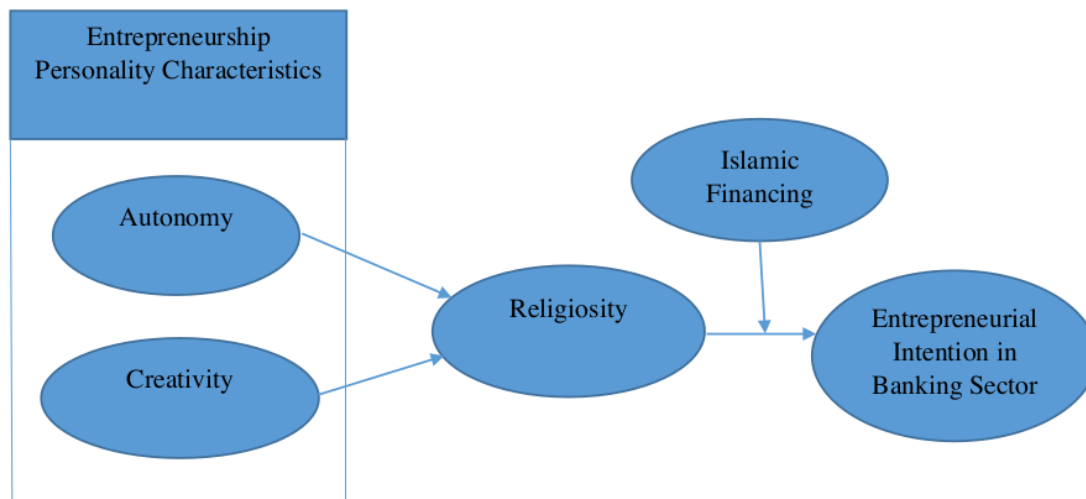 Entrepreneurship
Personality Characteristics
Autonomy
Creativity
Religiosity
Islamic
Financing
Entrepreneurial
Intention in
Banking Sector